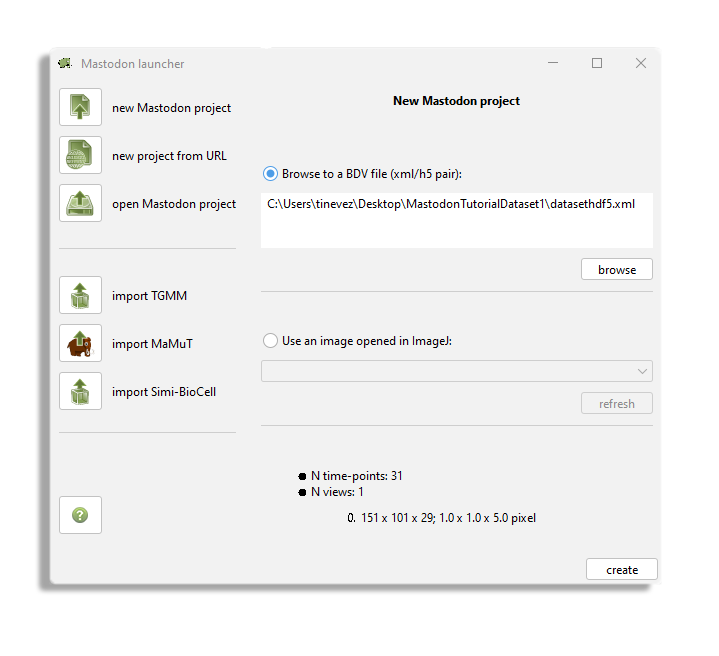 Mastodon launcher
new Mastodon project
new project from URL
open Mastodon project
import TGMM
import MaMuT
import Simi-BioCell
?
New Mastodon project
Browse to a BDV file (xml/h5 pair):
C:\Users\tinevez\Desktop\MastodonTutorialDataset1\datasethdf5.xml
browse
Use an image opened in ImageJ:
refresh
● N time-points: 31
● N views: 1
0. 151 x 101 x 29; 1.0 x 1.0 x 5.0 pixel
create